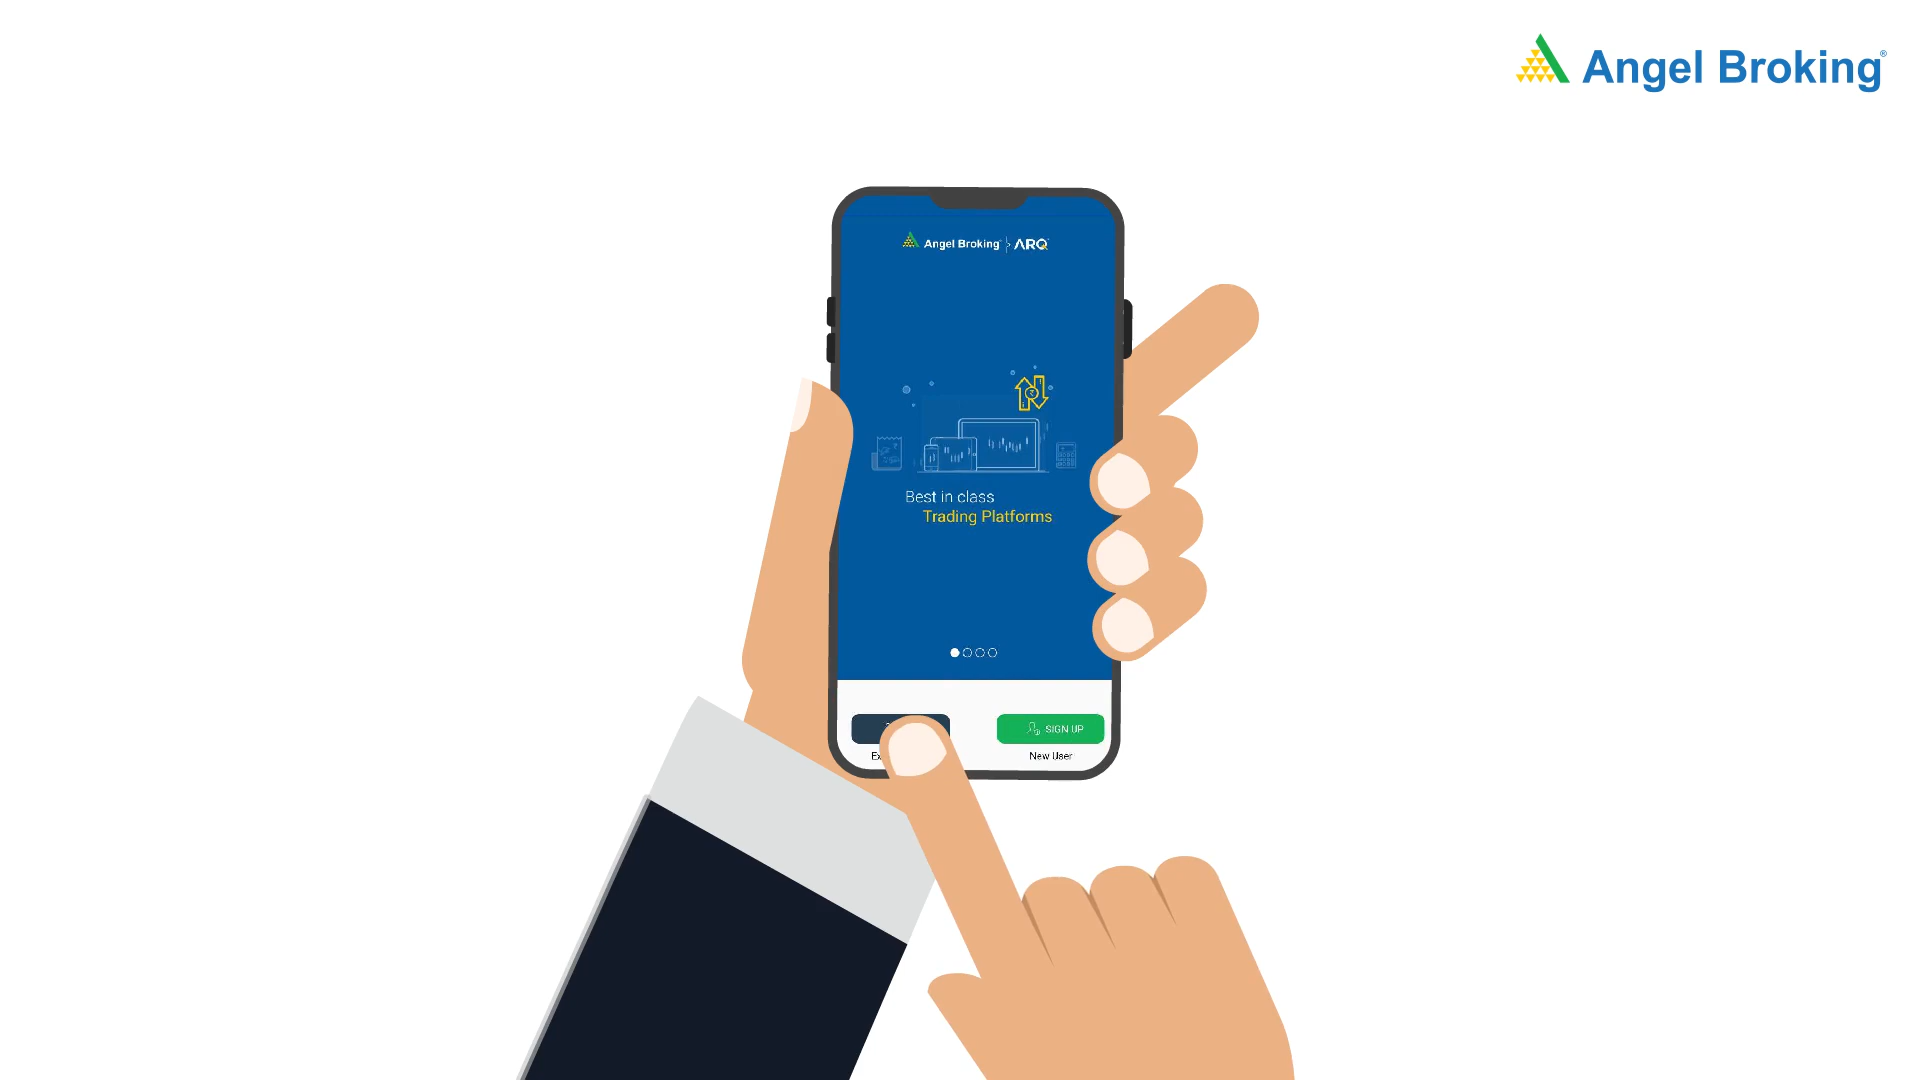 Angel Broking
Angel Broking ARQ
Best in class
Trading Platforms
SIGN UP
New User